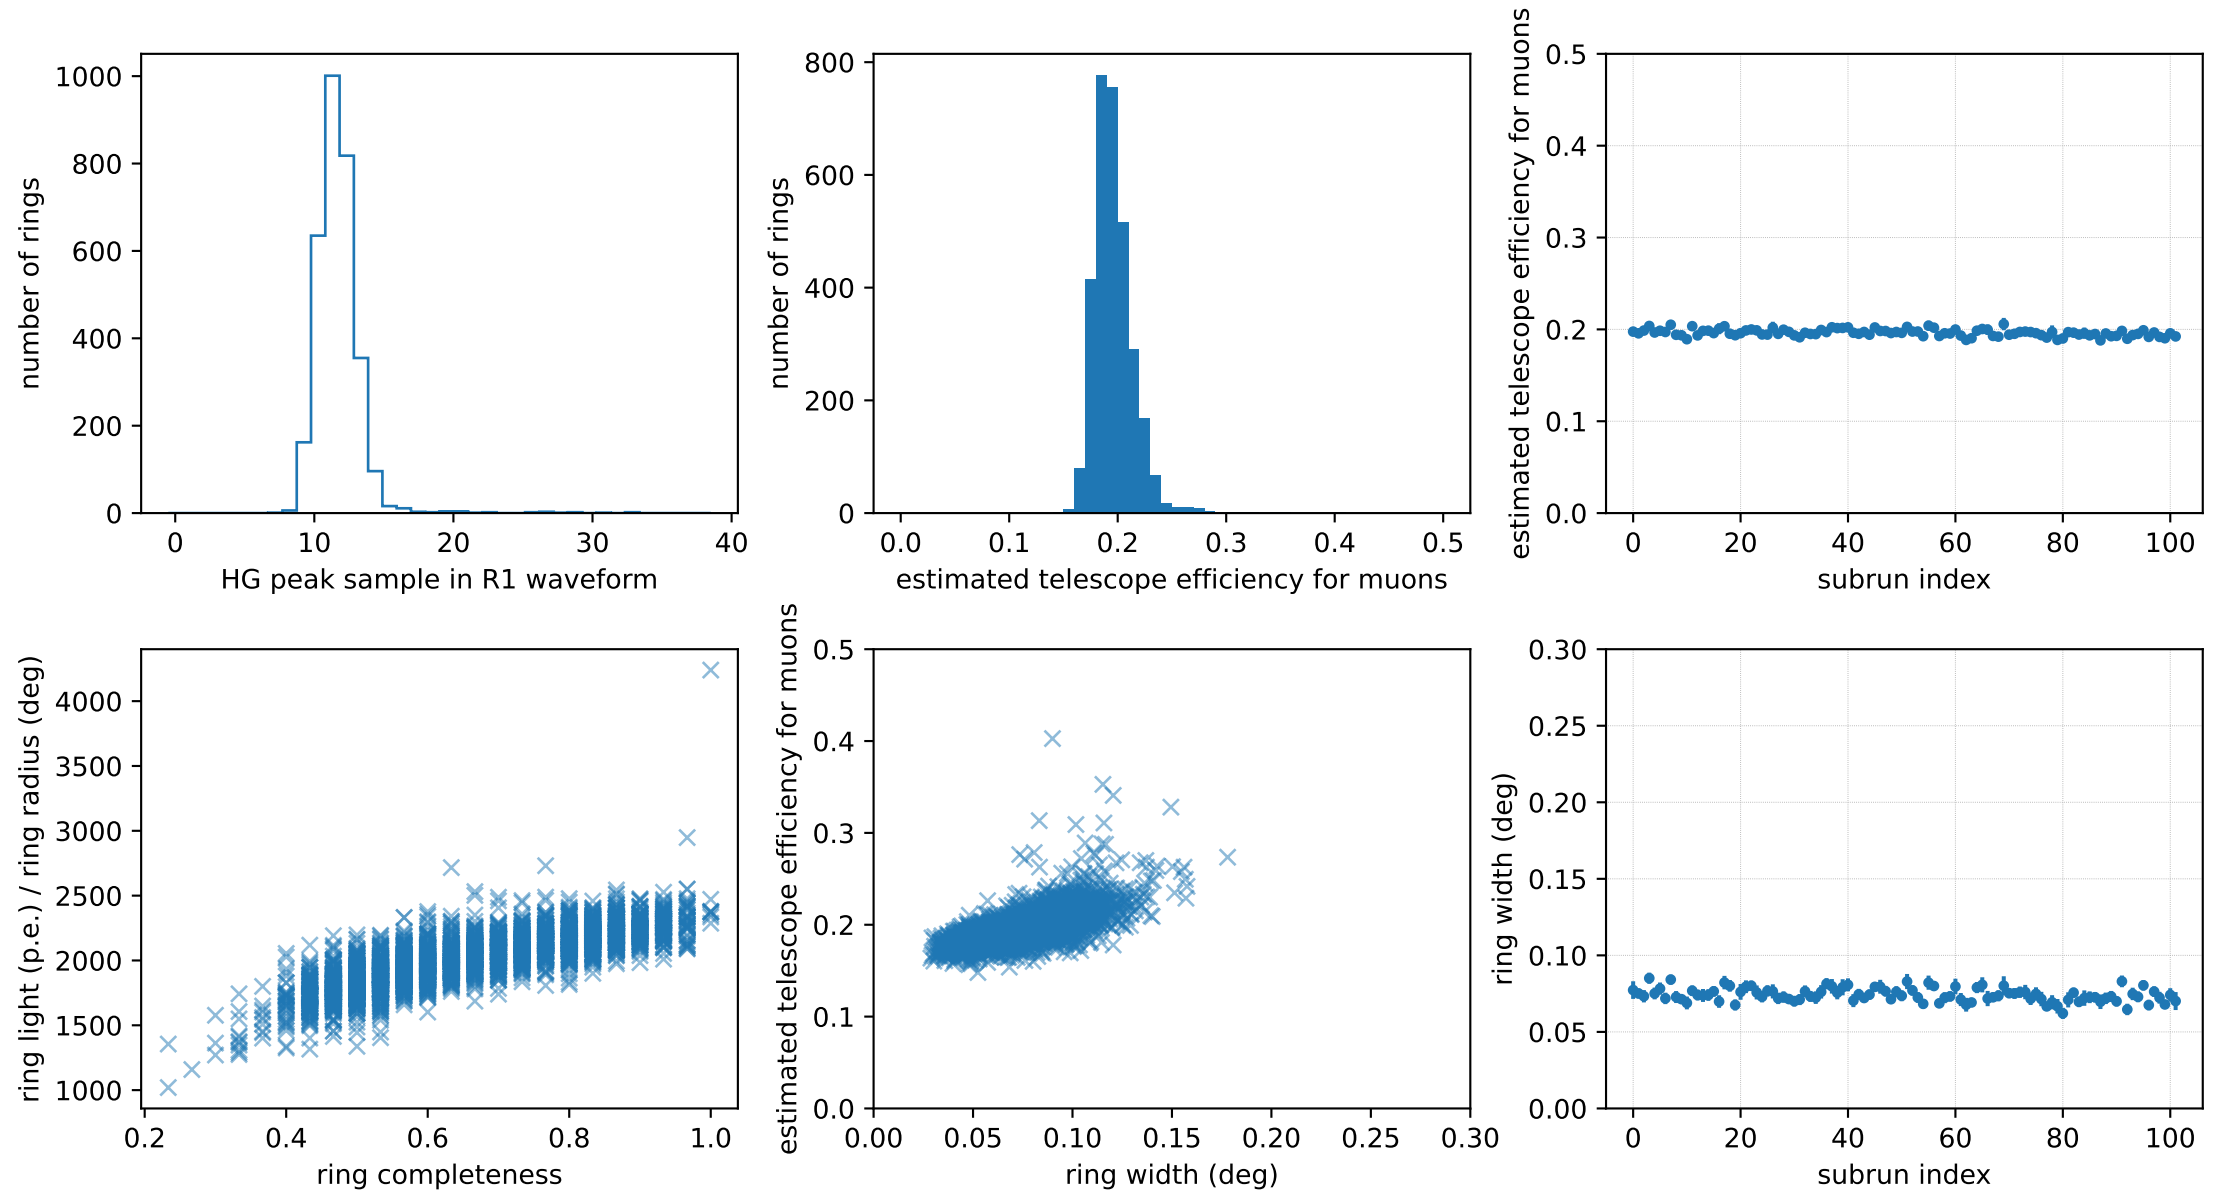 1000
800
600
400
200
0
number of rings
0 10 20 30 40
HG peak sample in R1 waveform
800
600
400
200
0
number of rings
0.0 0.1 0.2 0.3 0.4 0.5
estimated telescope efficiency for muons
0.5
0.4
0.3
0.2
0.1
0.0
estimated telescope efficiency for muons
0 20 40 60 80 100
subrun index
4000
3500
3000
2500
2000
1500
1000
ring light (p.e.) / ring radius (deg)
0.2 0.4 0.6 0.8 1.0
ring completeness
0.5
0.4
0.3
0.2
0.1
0.0
estimated telescope efficiency for muons
0.00 0.05 0.10 0.15 0.20 0.25 0.30
ring width (deg)
0.30
0.25
0.20
0.15
0.10
0.05
0.00
ring width (deg)
0 20 40 60 80 100
subrun index